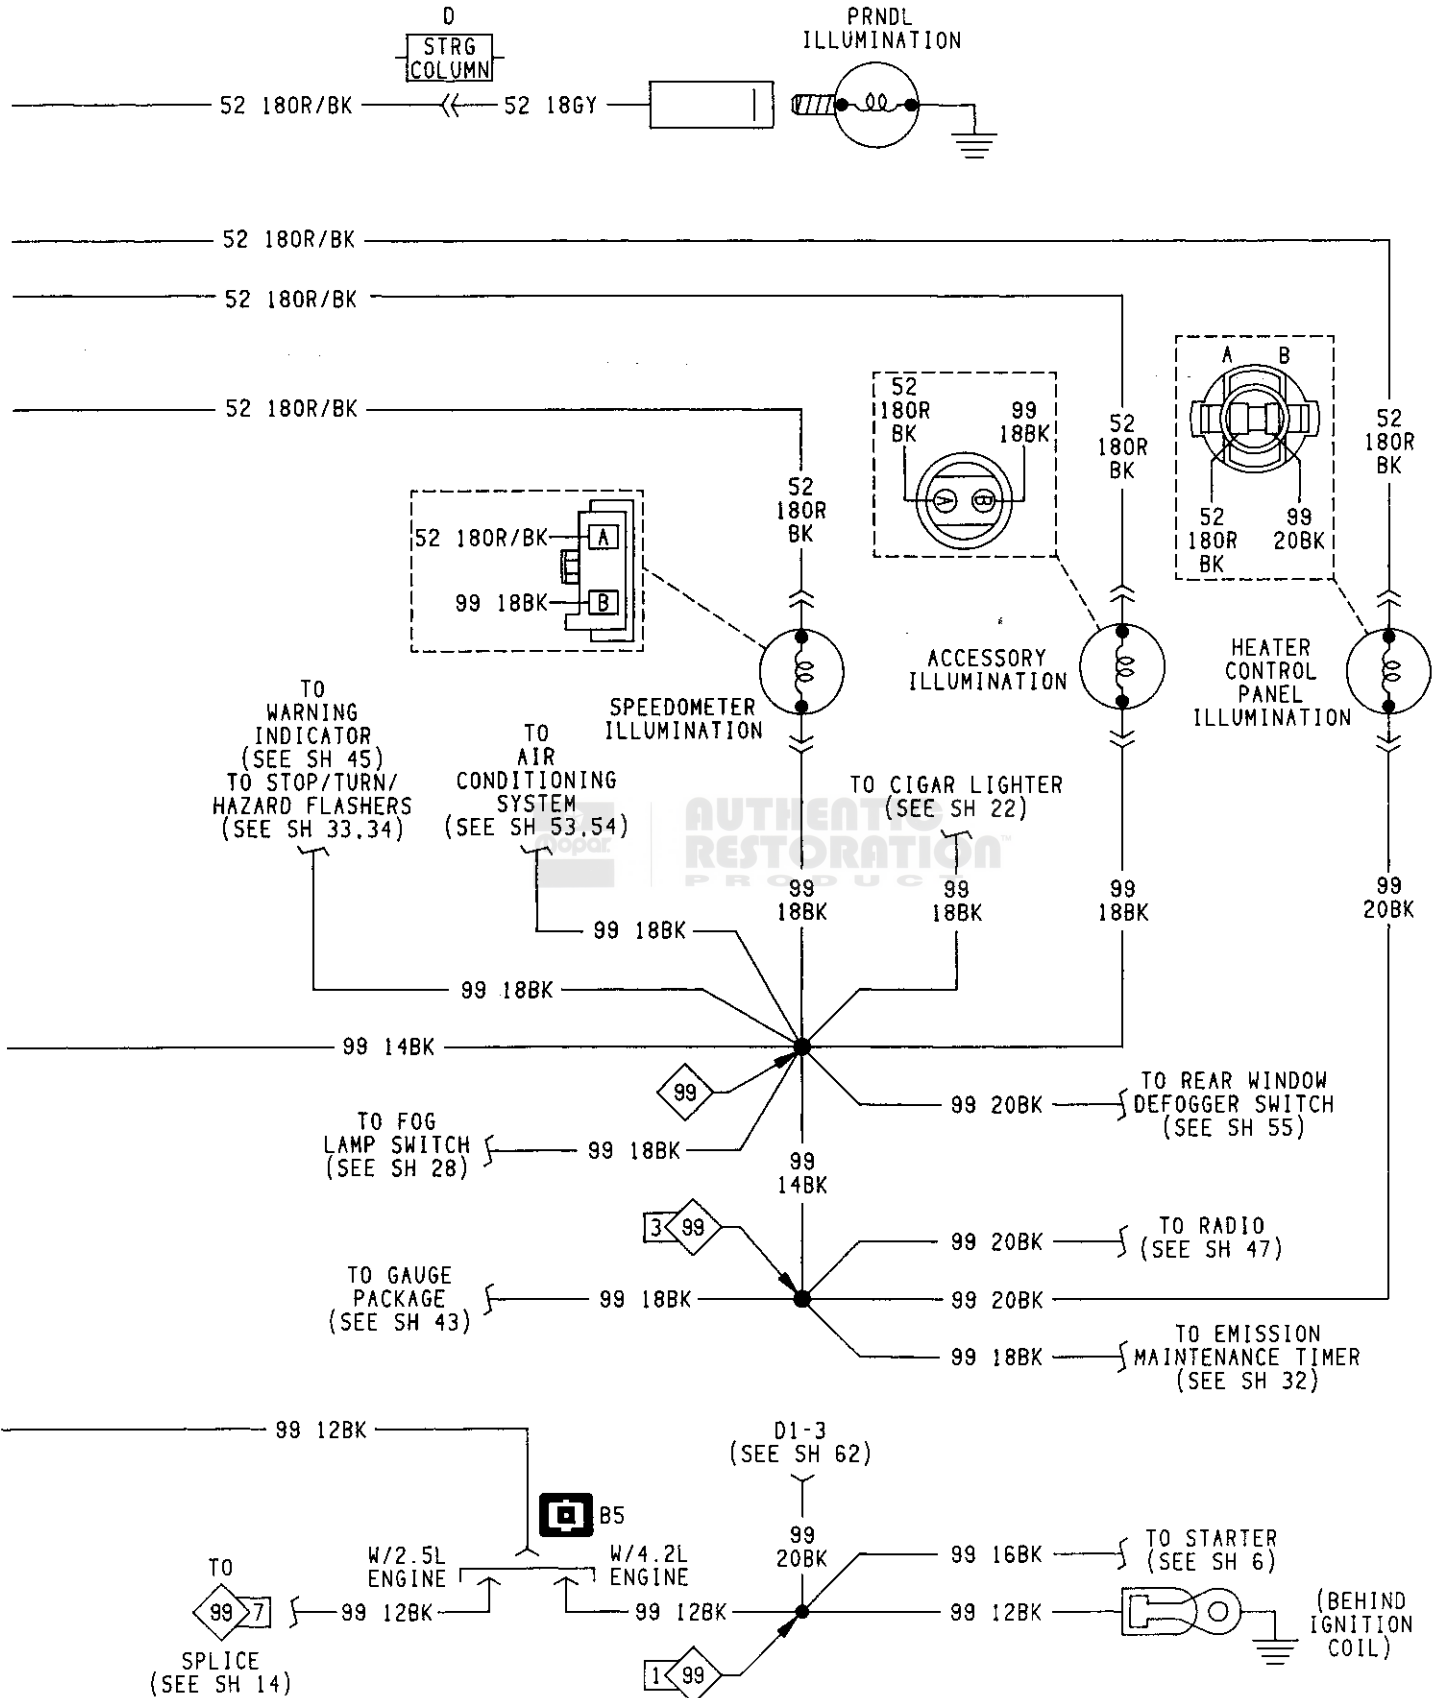 D
STRG
COLUMN
PRNDL
ILLUMINATION
52 18OR/BK
52 18GY
52 18OR/BK
52 18OR/BK
52 18OR/BK
52
18OR
BK
99
18BK
A B
52
18OR
BK
99
20BK
52
18OR
BK
52
18OR
BK
52
18OR
BK
52 18OR/BK
A
99 18BK
B
A
B
SPEEDOMETER
ILLUMINATION
ACCESSORY
ILLUMINATION
HEATER
CONTROL
PANEL
ILLUMINATION
TO
WARNING
INDICATOR
(SEE SH 45)
TO STOP/TURN/
HAZARD FLASHERS
(SEE SH 33,34)
TO
AIR
CONDITIONING
SYSTEM
(SEE SH 53,54)
TO CIGAR LIGHTER
(SEE SH 22)
mopar
AUTHENTIC
RESTORATION™
PRODUCT
99
18BK
99
18BK
99
18BK
99
20BK
99 18BK
99 18BK
99 14BK
99
TO FOG
LAMP SWITCH
(SEE SH 28)
99 18BK
99 20BK
TO REAR WINDOW
DEFOGGER SWITCH
(SEE SH 55)
99
14BK
3 99
99 20BK
TO RADIO
(SEE SH 47)
TO GAUGE
PACKAGE
(SEE SH 43)
99 18BK
99 20BK
99 18BK
TO EMISSION
MAINTENANCE TIMER
(SEE SH 32)
99 12BK
D1-3
(SEE SH 62)
B5
W/2.5L
ENGINE
W/4.2L
ENGINE
99
20BK
99 16BK
TO STARTER
(SEE SH 6)
TO
99 7
SPLICE
(SEE SH 14)
99 12BK
99 12BK
99 12BK
(BEHIND
IGNITION
COIL)
1 99